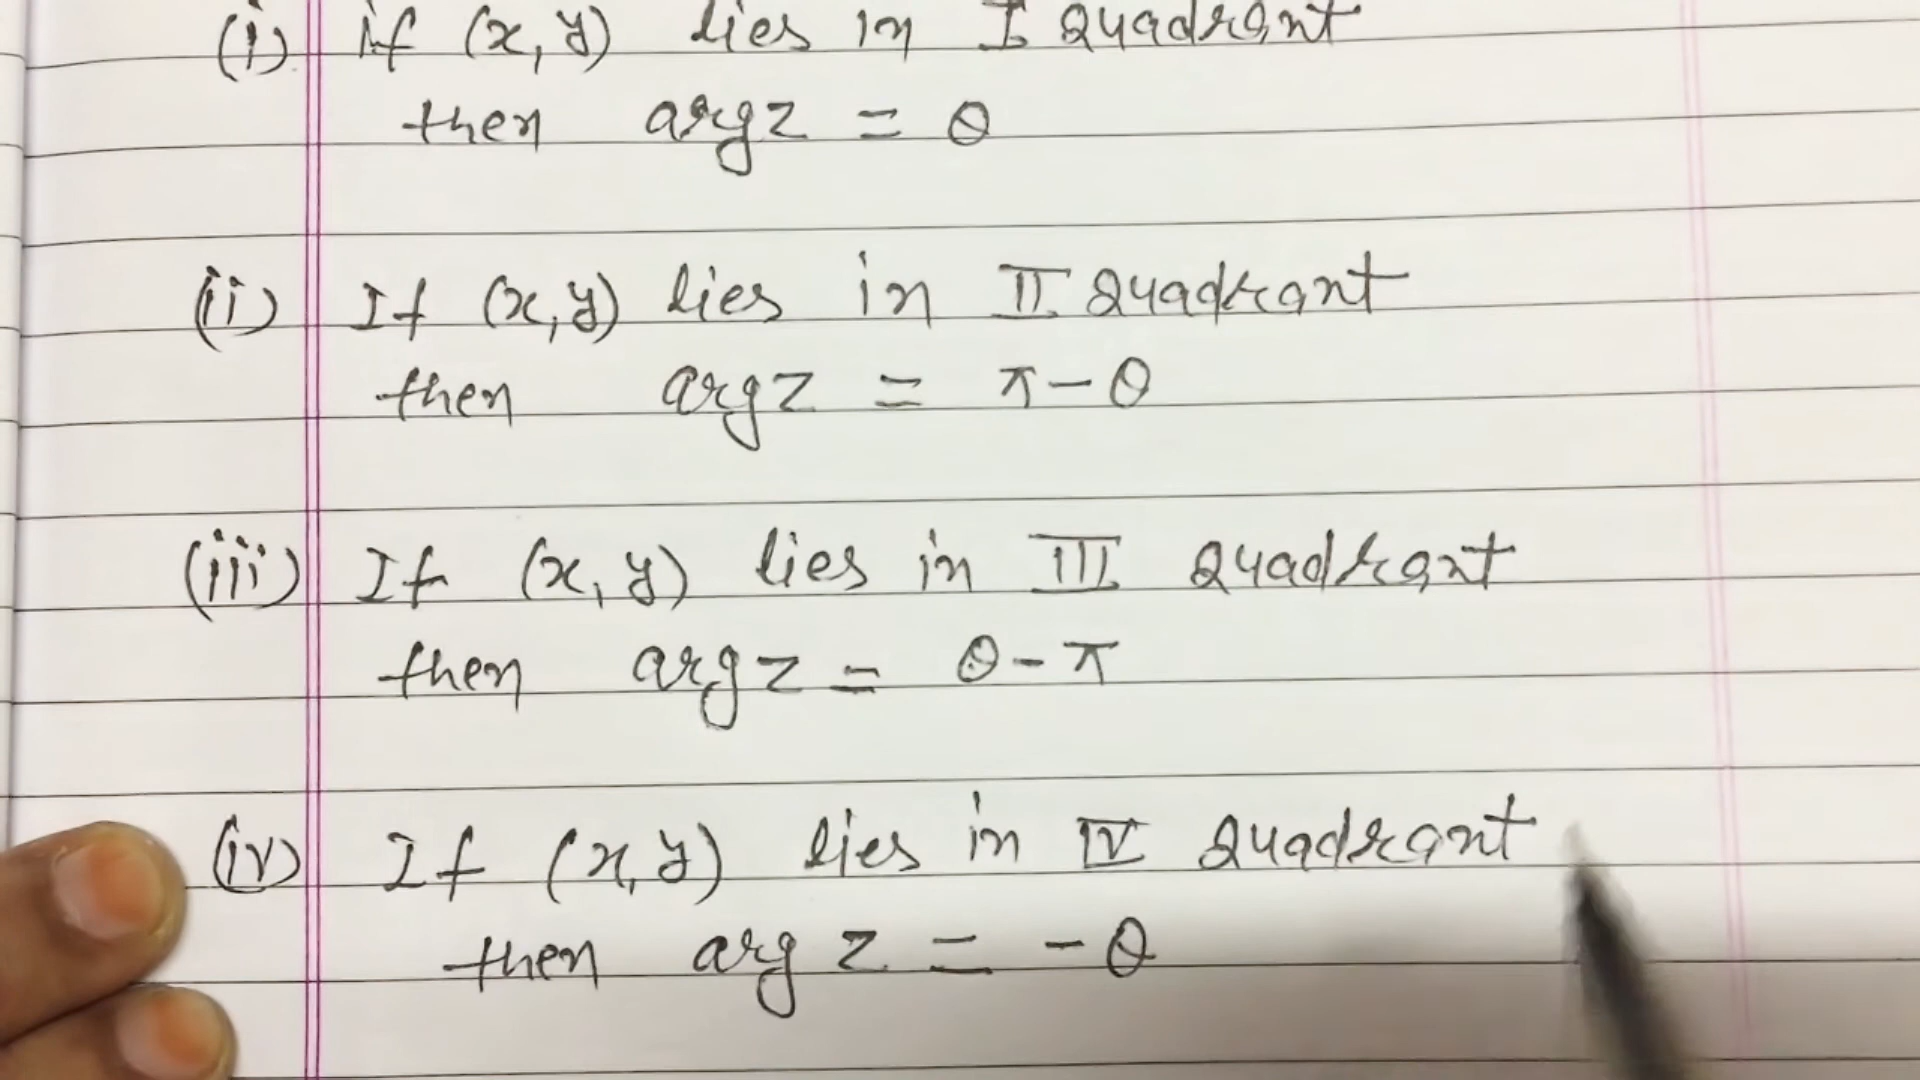 (i) if (x, y) lies in I Quadrant
then arg z = θ
(ii) If (x, y) lies in II Quadrant
then arg z = π - θ
(iii) If (x, y) lies in III Quadrant
then arg z = θ - π
(iv) If (x, y) lies in IV Quadrant
then arg z = - θ